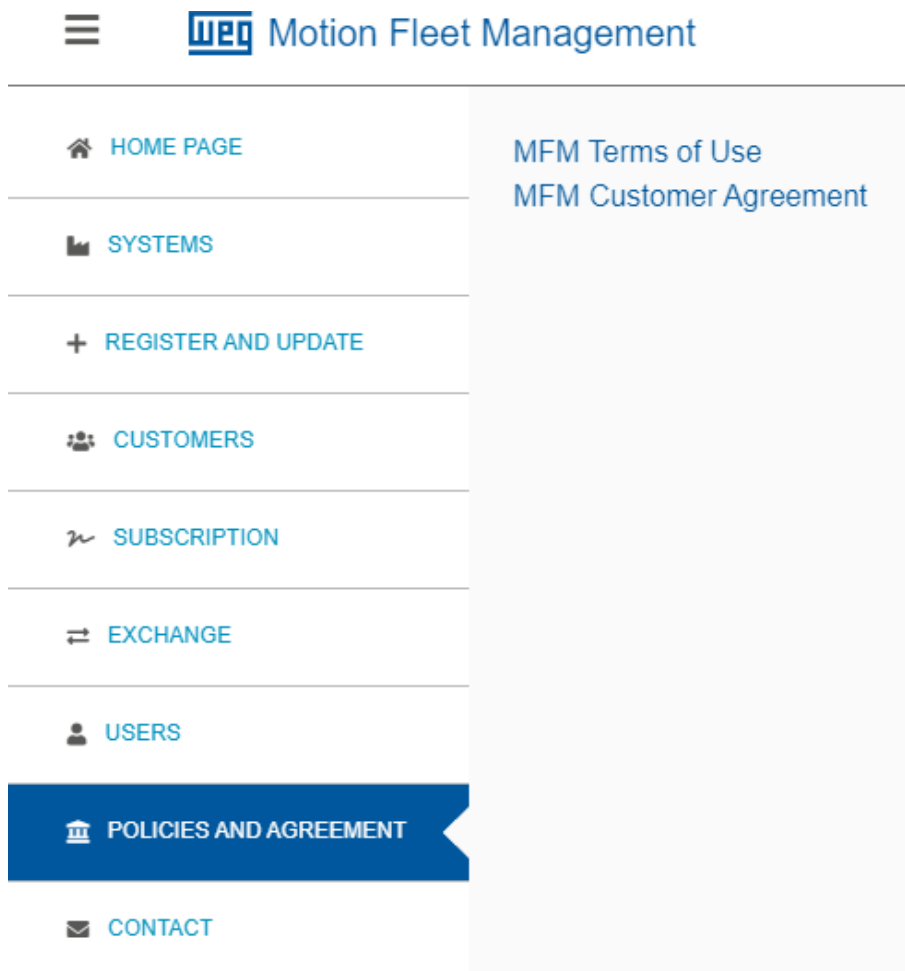 weg Motion Fleet Management
HOME PAGE
SYSTEMS
REGISTER AND UPDATE
CUSTOMERS
SUBSCRIPTION
EXCHANGE
USERS
POLICIES AND AGREEMENT
CONTACT
MFM Terms of Use
MFM Customer Agreement